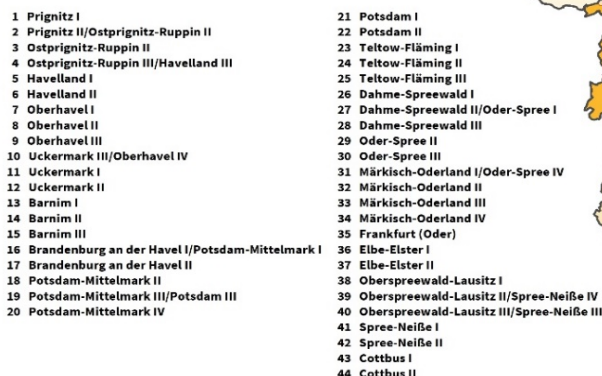 1 Prignitz I
2 Prignitz II/Ostprignitz-Ruppin II
3 Ostprignitz-Ruppin II
4 Ostprignitz-Ruppin III/Havelland III
5 Havelland I
6 Havelland II
7 Oberhavel I
8 Oberhavel II
9 Oberhavel III
10 Uckermark III/Oberhavel IV
11 Uckermark I
12 Uckermark II
13 Barnim I
14 Barnim II
15 Barnim III
16 Brandenburg an der Havel I/Potsdam-Mittelmark I
17 Brandenburg an der Havel II
18 Potsdam-Mittelmark II
19 Potsdam-Mittelmark III/Potsdam III
20 Potsdam-Mittelmark IV
21 Potsdam I
22 Potsdam II
23 Teltow-Fläming I
24 Teltow-Fläming II
25 Teltow-Fläming III
26 Dahme-Spreewald I
27 Dahme-Spreewald II/Oder-Spree I
28 Dahme-Spreewald III
29 Oder-Spree II
30 Oder-Spree III
31 Märkisch-Oderland I/Oder-Spree IV
32 Märkisch-Oderland II
33 Märkisch-Oderland III
34 Märkisch-Oderland IV
35 Frankfurt (Oder)
36 Elbe-Elster I
37 Elbe-Elster II
38 Oberspreewald-Lausitz I
39 Oberspreewald-Lausitz II/Spree-Neiße IV
40 Oberspreewald-Lausitz III/Spree-Neiße III
41 Spree-Neiße I
42 Spree-Neiße II
43 Cottbus I
44 Cottbus II